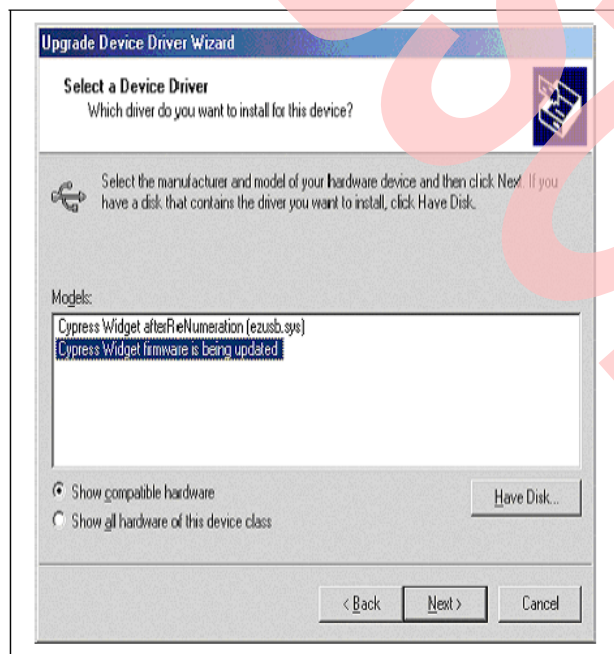 Upgrade Device Driver Wizard
Select a Device Driver
Which driver do you want to install for this device?
Select the manufacturer and model of your hardware device and then click Next. If you
have a disk that contains the driver you want to install, click Have Disk.
Models:
Cypress Widget afterReNumeration (ezusb.sys)
Cypress Widget firmware is being updated
Show compatible hardware
Have Disk...
Show all hardware of this device class
< Back
Next >
Cancel